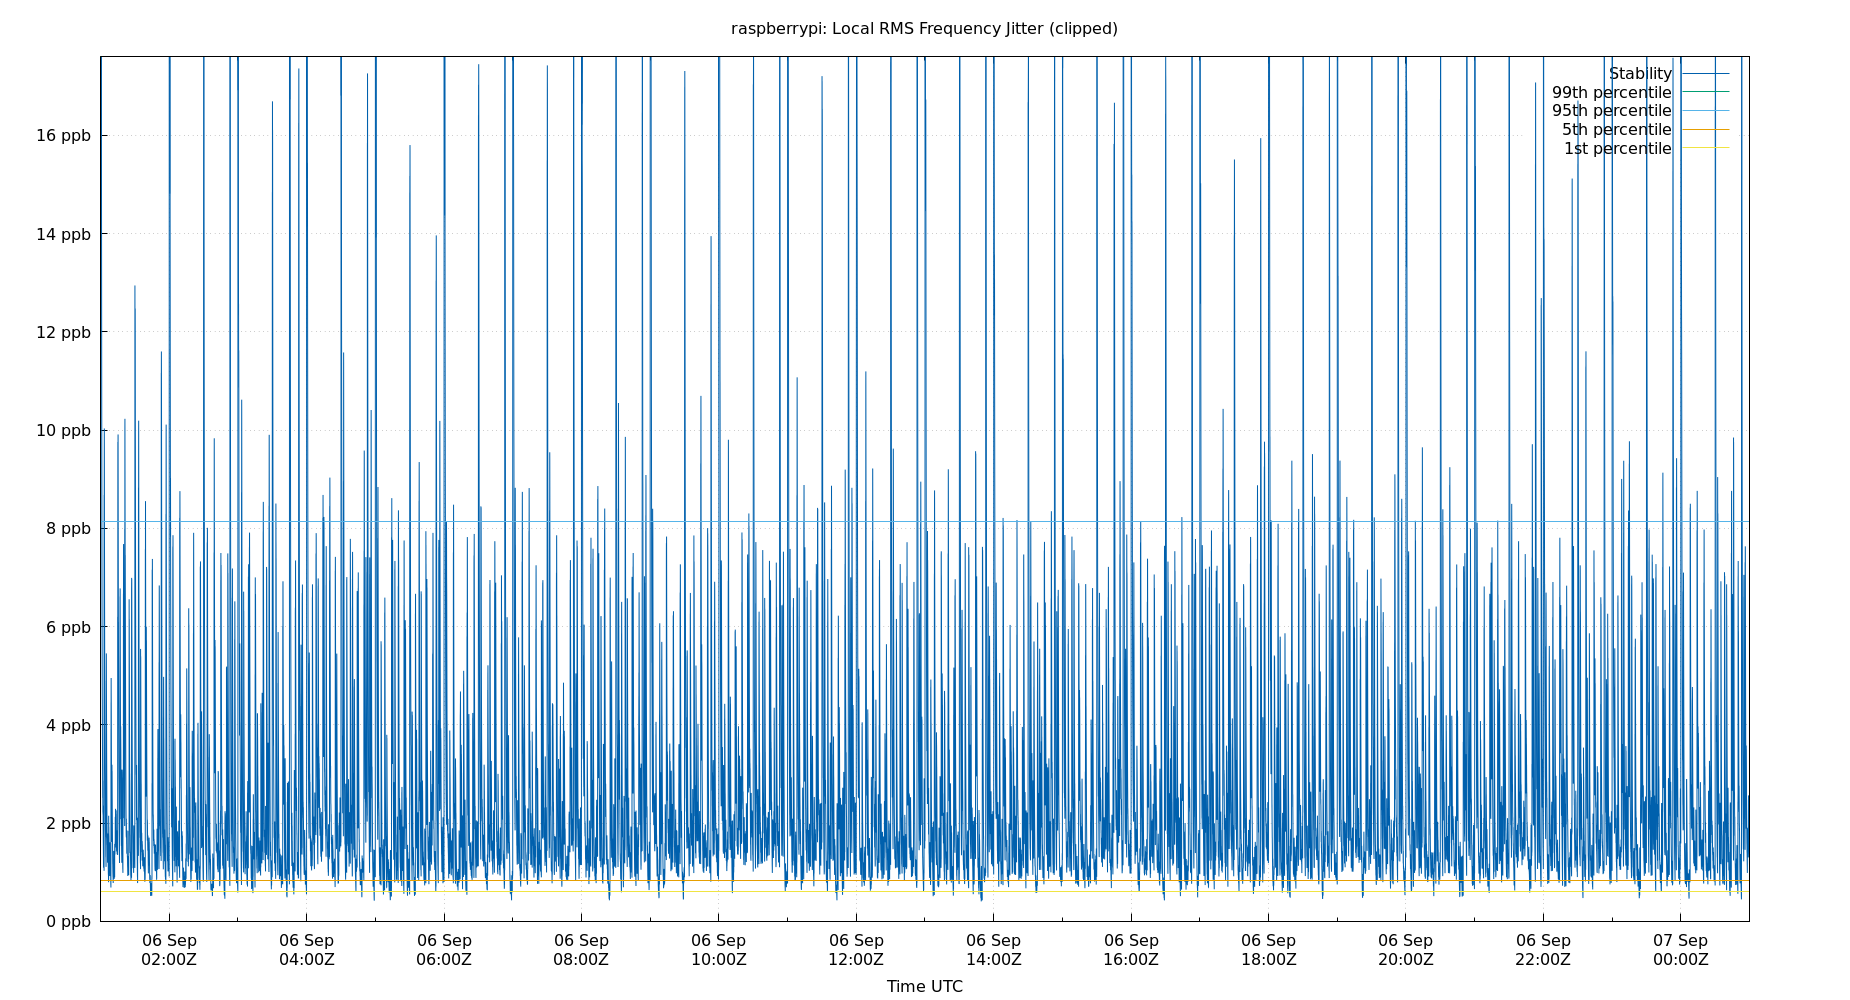 raspberrypi: Local RMS Frequency Jitter (clipped)
Stability
99th percentile
95th percentile
5th percentile
1st percentile
16 ppb
14 ppb
12 ppb
10 ppb
8 ppb
6 ppb
4 ppb
2 ppb
0 ppb
06 Sep 06 Sep 06 Sep 06 Sep 06 Sep 06 Sep 06 Sep 06 Sep 06 Sep 06 Sep 06 Sep 07 Sep
02:00Z 04:00Z 06:00Z 08:00Z 10:00Z 12:00Z 14:00Z 16:00Z 18:00Z 20:00Z 22:00Z 00:00Z
Time UTC